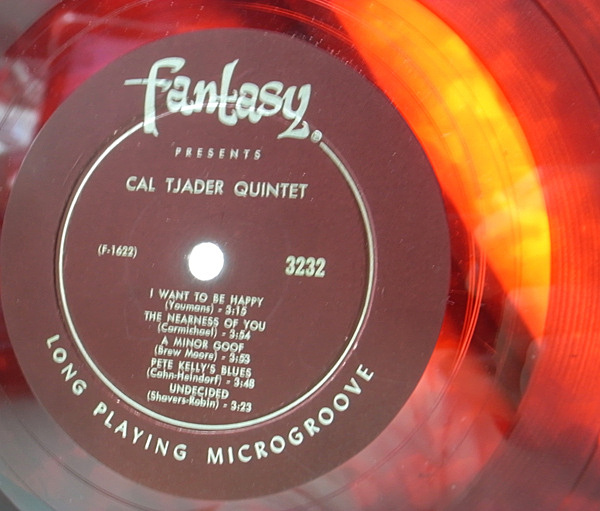 fantasy®
PRESENTS
CAL TJADER QUINTET
(F-1622)
3232
I WANT TO BE HAPPY
(Youmans) - 3:15
THE NEARNESS OF YOU
(Carmichael) - 3:54
A MINOR GOOF
(Brew Moore) - 3:53
PETE KELLY'S BLUES
(Cahn-Heindorf) - 3:48
UNDECIDED
(Shavers-Robin) - 3:23
LONG PLAYING MICROGROOVE